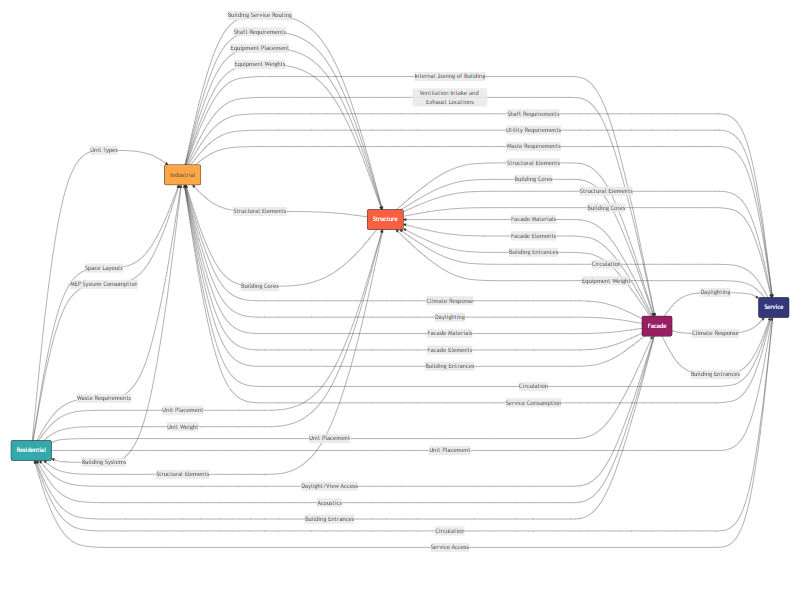 Building Service Routing
Shaft Requirements
Equipment Placement
Equipment Weights
Internal Zoning of Building
Ventilation Intake and
Exhaust Locations
Shaft Requirements
Utility Requirements
Waste Requirements
Unit Types
Structural Elements
Industrial
Building Cores
Structural Elements
Structural Elements
Building Cores
Structure
Facade Materials
Facade Elements
Building Entrances
Space Layouts
Circulation
MEP System Consumption
Building Cores
Equipment Weight
Daylighting
Climate Response
Service
Daylighting
Facade
Facade Materials
Climate Response
Facade Elements
Building Entrances
Building Entrances
Circulation
Waste Requirements
Service Consumption
Unit Placement
Unit Weight
Unit Placement
Residential
Unit Placement
Building Systems
Structural Elements
Daylight/View Access
Acoustics
Building Entrances
Circulation
Service Access